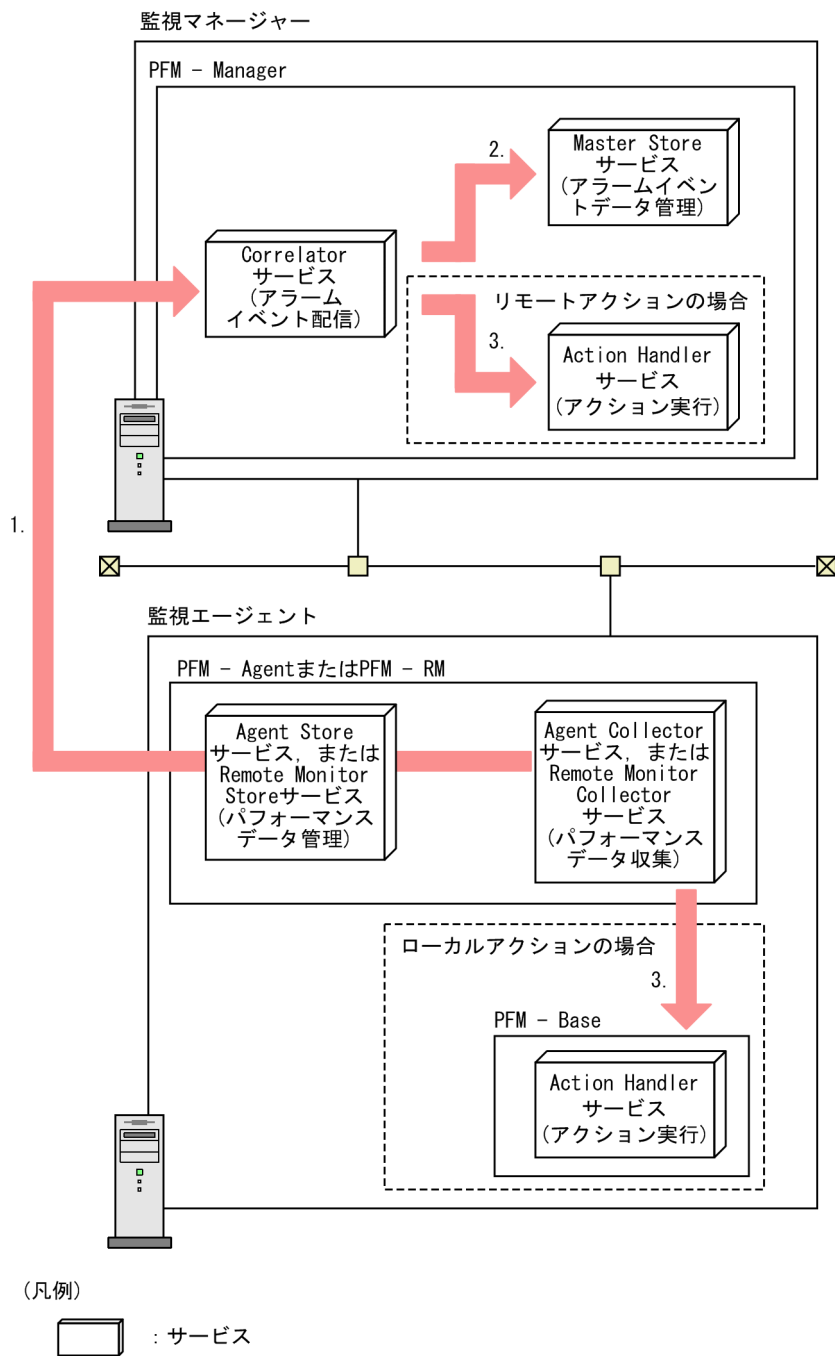 監視マネージャー
PFM - Manager
2.
Master Store
サービス
(アラームイベン
トデータ管理)
Correlator
サービス
(アラーム
イベント配信)
リモートアクションの場合
3.
Action Handler
サービス
(アクション実行)
1.
監視エージェント
PFM - AgentまたはPFM - RM
Agent Store
サービス, または
Remote Monitor
Storeサービス
(パフォーマンス
データ管理)
Agent Collector
サービス, または
Remote Monitor
Collector
サービス
(パフォーマンス
データ収集)
ローカルアクションの場合
3.
PFM - Base
Action Handler
サービス
(アクション実行)
(凡例)
：サービス